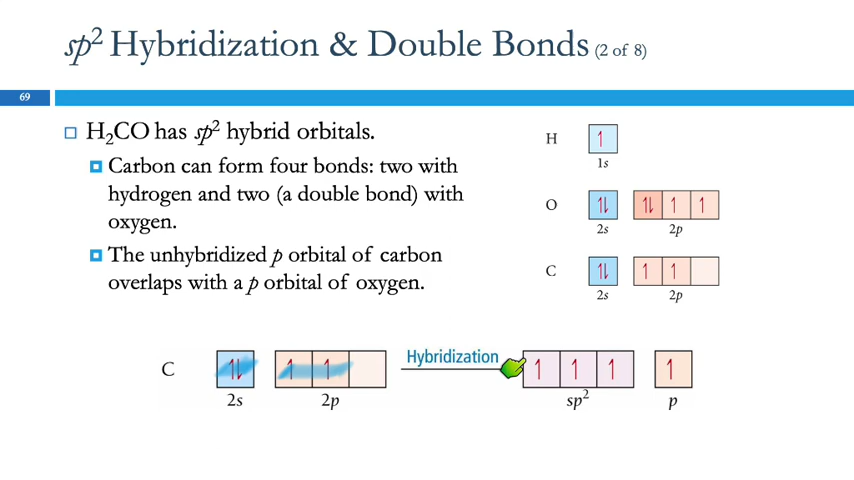 sp² Hybridization & Double Bonds (2 of 8)
69
H₂CO has sp² hybrid orbitals.
Carbon can form four bonds: two with
hydrogen and two (a double bond) with
oxygen.
The unhybridized p orbital of carbon
overlaps with a p orbital of oxygen.
H
1s
O
2s 2p
C
2s 2p
C Hybridization
2s 2p sp² p